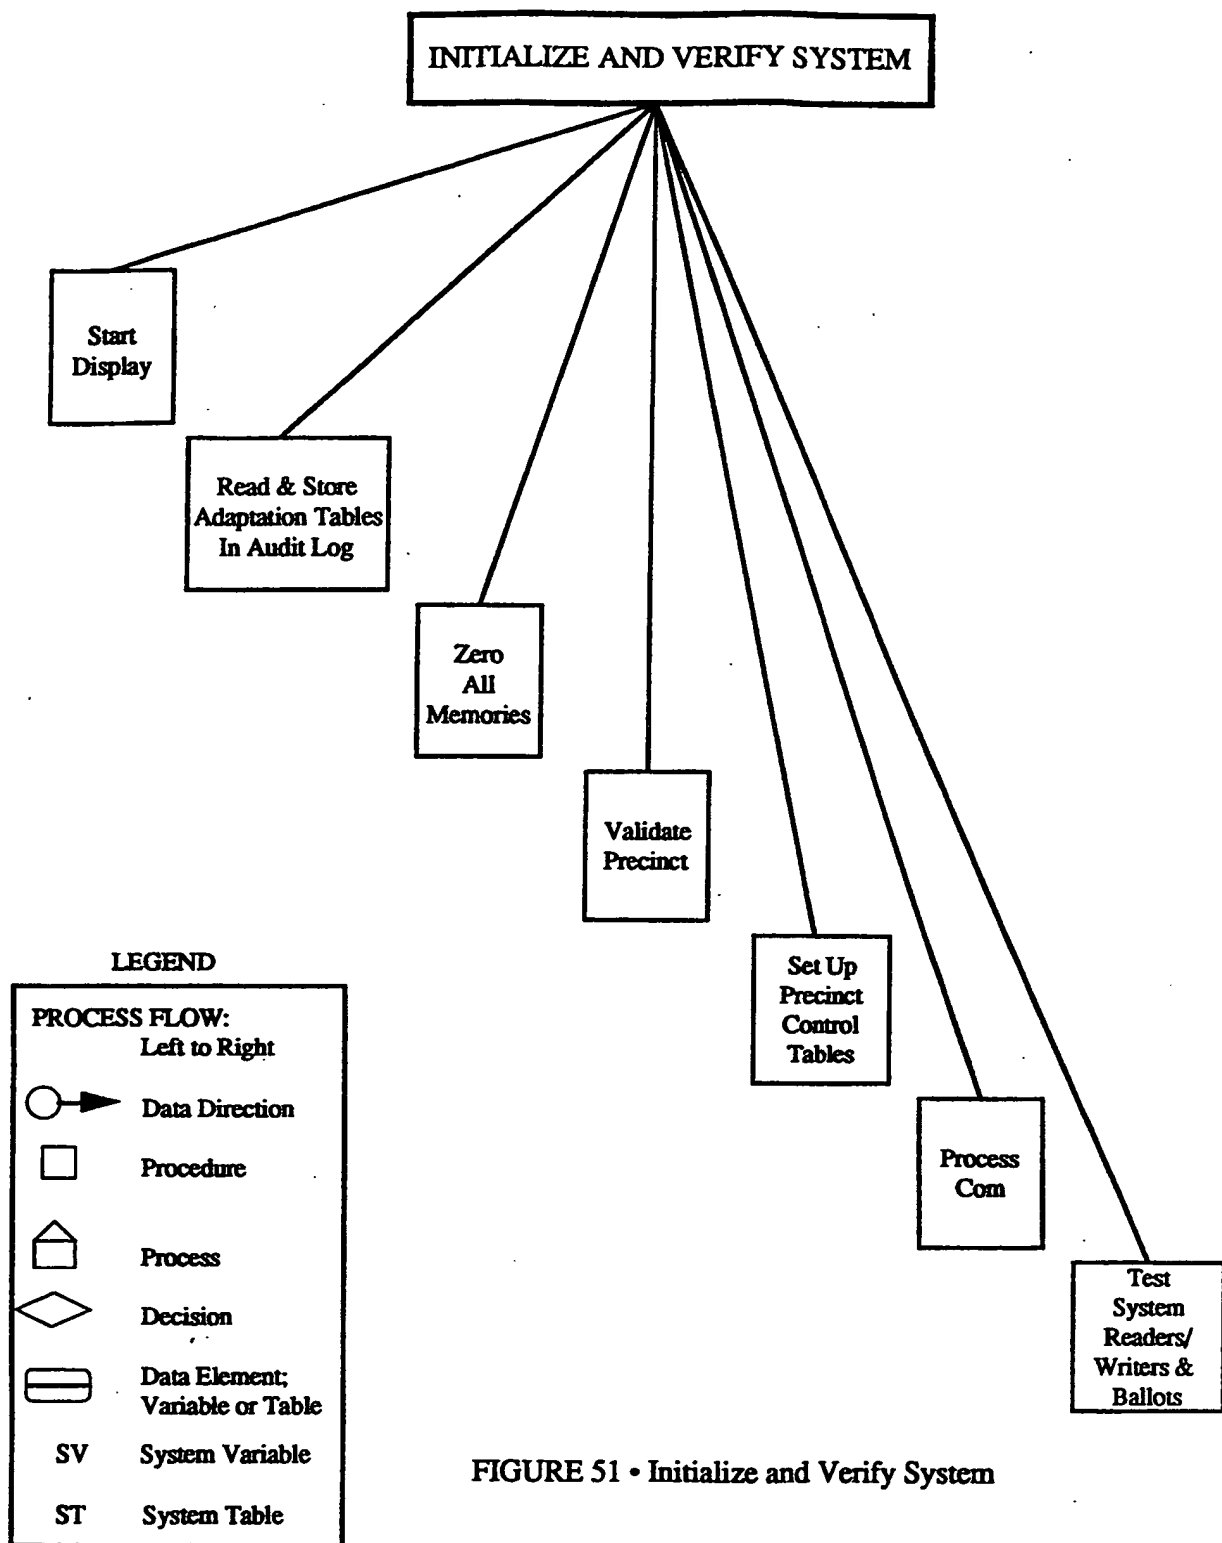 INITIALIZE AND VERIFY SYSTEM
Start
Display
Read & Store
Adaptation Tables
In Audit Log
Zero
All
Memories
Validate
Precinct
Set Up
Precinct
Control
Tables
Process
Com
Test
System
Readers/
Writers &
Ballots
LEGEND
PROCESS FLOW:
Left to Right
Data Direction
Procedure
Process
Decision
Data Element;
Variable or Table
SV System Variable
ST System Table
FIGURE 51 • Initialize and Verify System